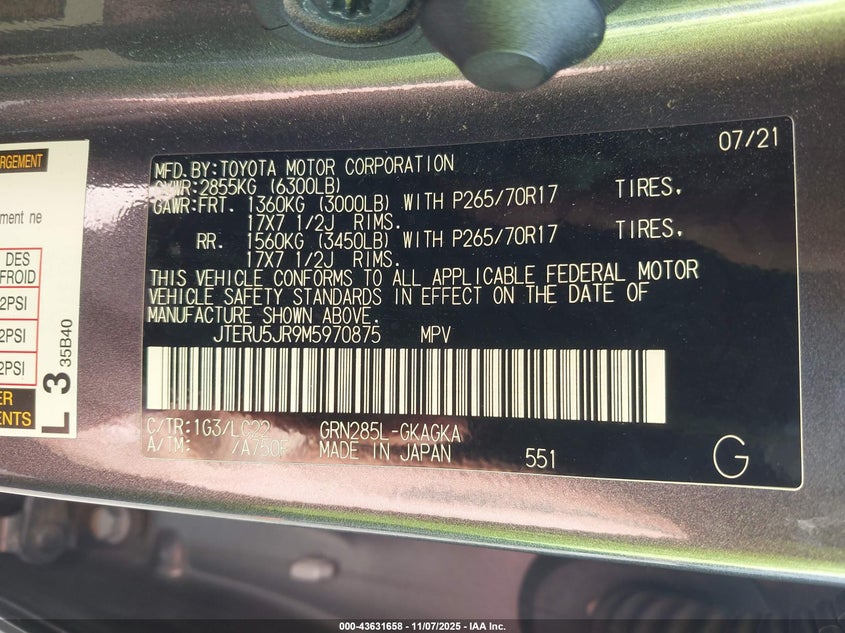 RGEMENT
ment ne
DES
FROID
2PSI
2PSI
2PSI
ER
ENTS
L 3 35B40
07/21
MFD.BY:TOYOTA MOTOR CORPORATION
GVWR:2855KG (6300LB)
GAWR:FRT. 1360KG (3000LB) WITH P265/70R17 TIRES,
17X7 1/2J RIMS.
RR. 1560KG (3450LB) WITH P265/70R17 TIRES,
17X7 1/2J RIMS.
THIS VEHICLE CONFORMS TO ALL APPLICABLE FEDERAL MOTOR
VEHICLE SAFETY STANDARDS IN EFFECT ON THE DATE OF
MANUFACTURE SHOWN ABOVE.
JTERU5JR9M5970875 MPV
C/TR:1G3/LC22 GRN285L-GKAGKA
A/TM: /A750F MADE IN JAPAN 551
G
000-43631658 - 11/07/2025 - IAA Inc.